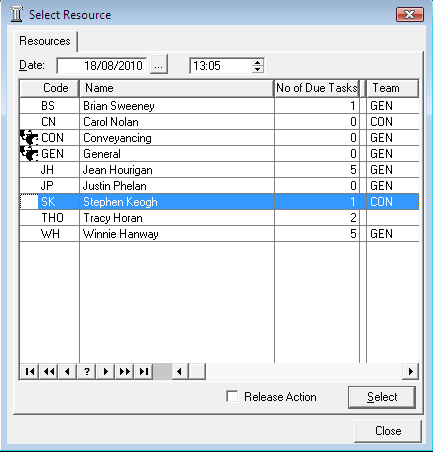 Select Resource
Resources
Date: 18/08/2010 ... 13:05
Code Name No of Due Tasks Team
BS Brian Sweeney 1 GEN
CN Carol Nolan 0 CON
CON Conveyancing 0 CON
GEN General 0 GEN
JH Jean Hourigan 5 GEN
JP Justin Phelan 0 GEN
SK Stephen Keogh 1 CON
THO Tracy Horan 2
WH Winnie Hanway 5 GEN
?
Release Action Select
Close